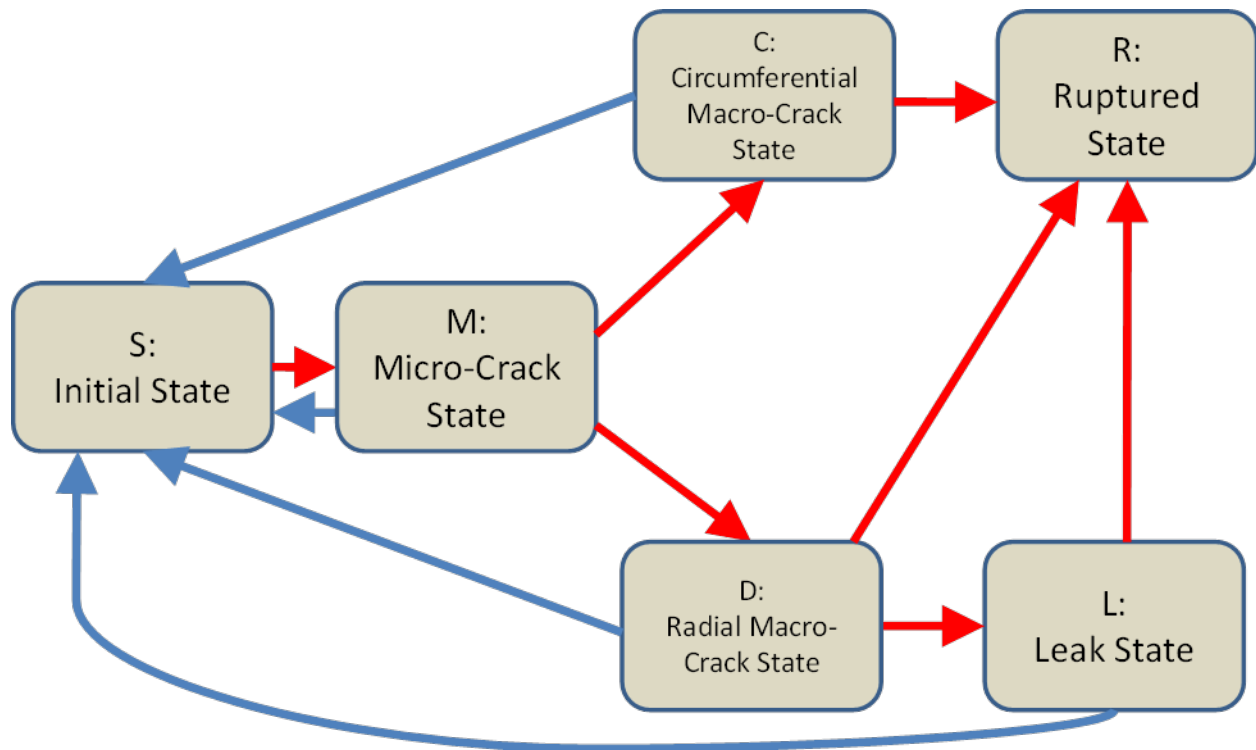 C:
Circumferential
Macro-Crack
State
R:
Ruptured
State
S:
Initial State
M:
Micro-Crack
State
D:
Radial Macro-
Crack State
L:
Leak State